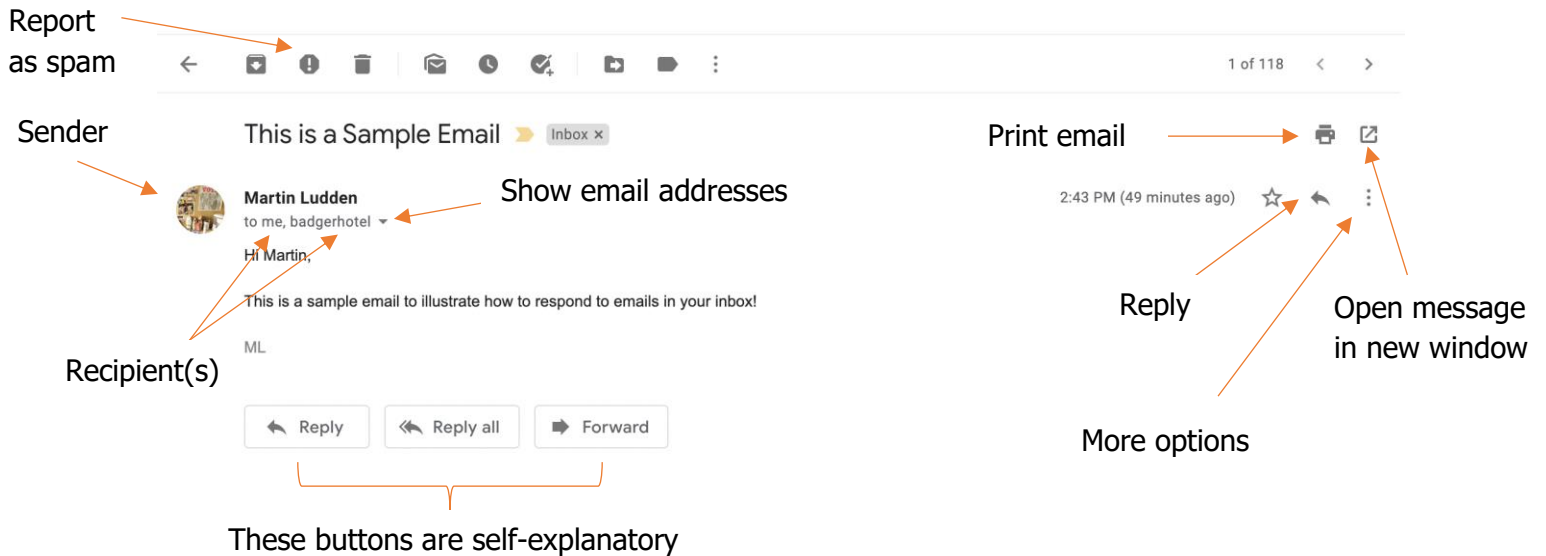 Report
as spam
1 of 118
Sender
This is a Sample Email
Inbox ×
Print email
Martin Ludden
Show email addresses
2:43 PM (49 minutes ago)
to me, badgerhotel
Hi Martin,
This is a sample email to illustrate how to respond to emails in your inbox!
Reply
Open message
in new window
ML
Recipient(s)
Reply
Reply all
Forward
More options
These buttons are self-explanatory